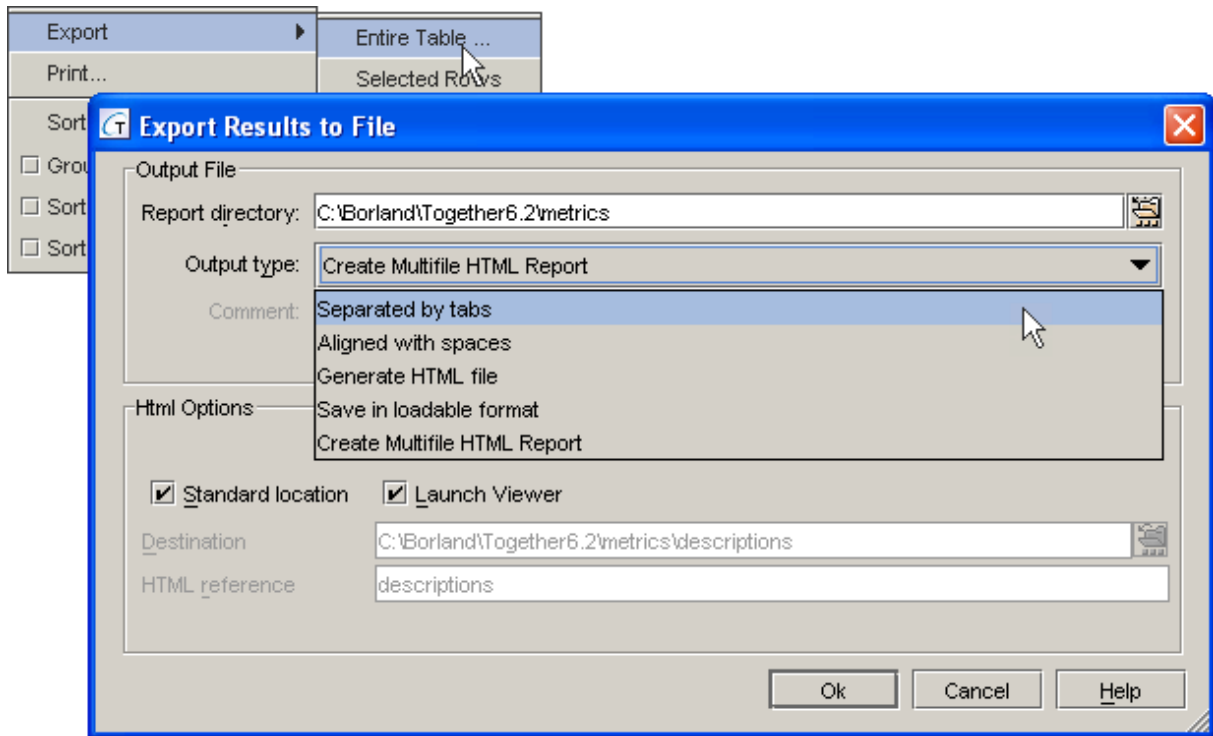 Export
Entire Table ...
Print...
Selected Rows
Sort
Export Results to File
Grou
Sort
Sort
Output File
Report directory: C:\Borland\Together6.2\metrics
Output type: Create Multifile HTML Report
Comment:
Separated by tabs
Aligned with spaces
Generate HTML file
Save in loadable format
Create Multifile HTML Report
Html Options
Standard location Launch Viewer
Destination C:\Borland\Together6.2\metrics\descriptions
HTML reference descriptions
Ok Cancel Help